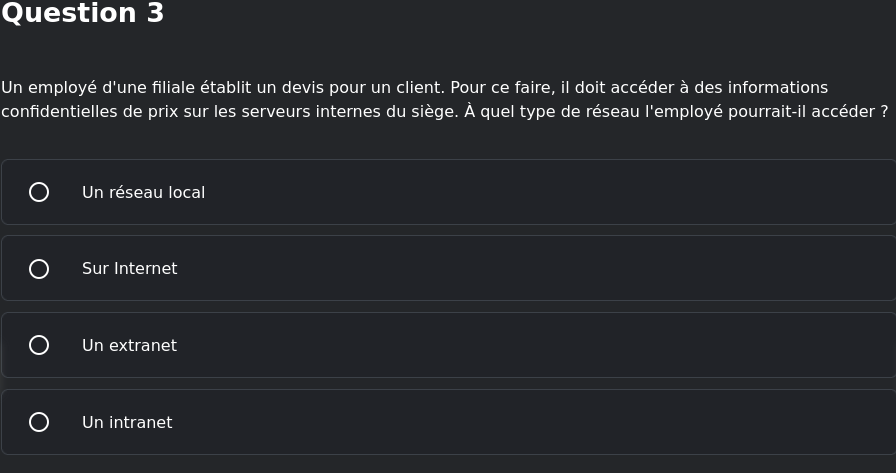 Question 3
Un employé d'une filiale établit un devis pour un client. Pour ce faire, il doit accéder à des informations
confidentielles de prix sur les serveurs internes du siège. À quel type de réseau l'employé pourrait-il accéder ?
Un réseau local
Sur Internet
Un extranet
Un intranet